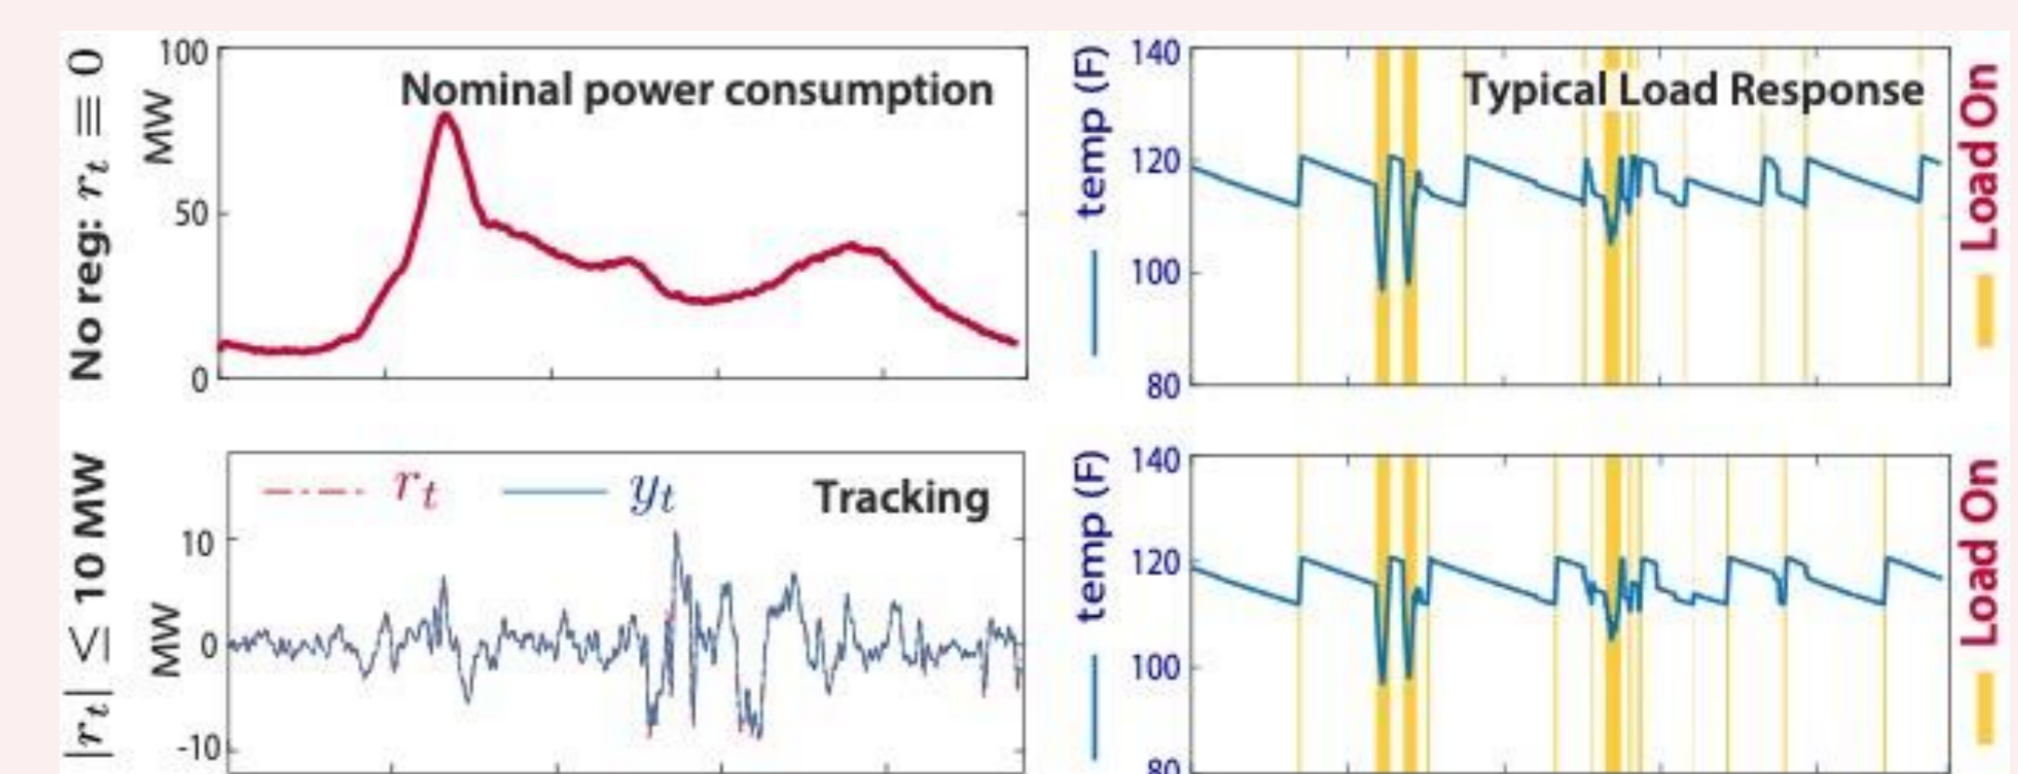 No reg: r_t ≡ 0
MW
100
50
0
Nominal power consumption
temp (F)
140
120
100
80
Typical Load Response
Load On
|r_t| ≤ 10 MW
MW
10
0
-10
r_t
y_t
Tracking
temp (F)
140
120
100
80
Load On